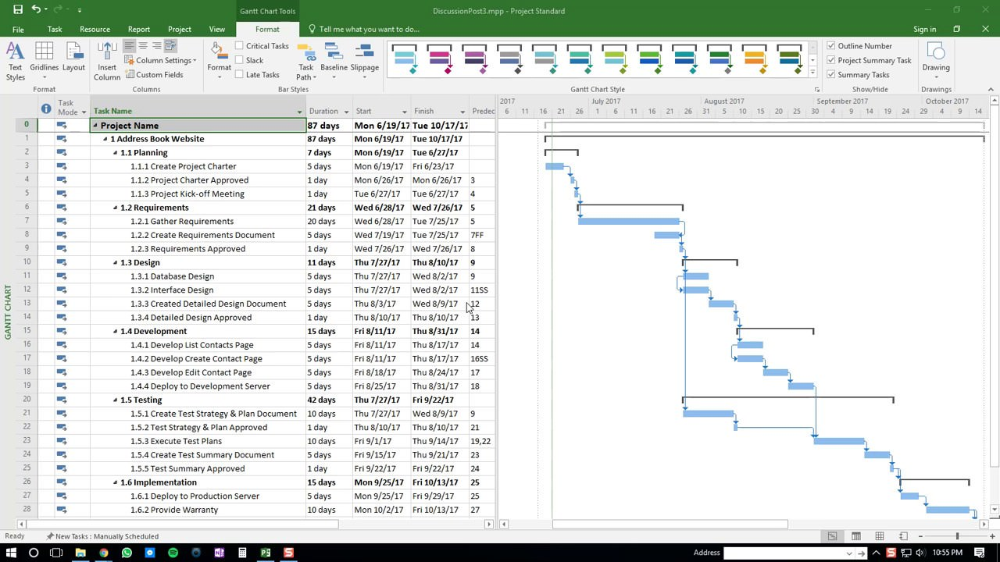 Gantt Chart Tools
DiscussionPost3.mpp - Project Standard
File Task Resource Report Project View Format Tell me what you want to do... Sign in
Text Styles Gridlines Layout
Format
Insert Column
Column Settings
Custom Fields
Columns
Format
Critical Tasks
Slack
Late Tasks
Task Path Baseline Slippage
Bar Styles
Gantt Chart Style
Outline Number
Project Summary Task
Summary Tasks
Show/Hide
Drawing
Drawings
Task Mode Task Name Duration Start Finish Predec
2017 July 2017 August 2017 September 2017 October 2017
6 11 16 21 26 1 6 11 16 21 26 31 5 10 15 20 25 30 4 9 14 19 24 29 4 9 14
0 Project Name 87 days Mon 6/19/17 Tue 10/17/17
1 1 Address Book Website 87 days Mon 6/19/17 Tue 10/17/17
2 1.1 Planning 7 days Mon 6/19/17 Tue 6/27/17
3 1.1.1 Create Project Charter 5 days Mon 6/19/17 Fri 6/23/17
4 1.1.2 Project Charter Approved 1 day Mon 6/26/17 Mon 6/26/17 3
5 1.1.3 Project Kick-off Meeting 1 day Tue 6/27/17 Tue 6/27/17 4
6 1.2 Requirements 21 days Wed 6/28/17 Wed 7/26/17 5
7 1.2.1 Gather Requirements 20 days Wed 6/28/17 Tue 7/25/17 5
8 1.2.2 Create Requirements Document 5 days Wed 7/19/17 Tue 7/25/17 7FF
9 1.2.3 Requirements Approved 1 day Wed 7/26/17 Wed 7/26/17 8
10 1.3 Design 11 days Thu 7/27/17 Thu 8/10/17 9
11 1.3.1 Database Design 5 days Thu 7/27/17 Wed 8/2/17 9
12 1.3.2 Interface Design 5 days Thu 7/27/17 Wed 8/2/17 11SS
13 1.3.3 Created Detailed Design Document 5 days Thu 8/3/17 Wed 8/9/17 12
14 1.3.4 Detailed Design Approved 1 day Thu 8/10/17 Thu 8/10/17 13
15 1.4 Development 15 days Fri 8/11/17 Thu 8/31/17 14
16 1.4.1 Develop List Contacts Page 5 days Fri 8/11/17 Thu 8/17/17 14
17 1.4.2 Develop Create Contact Page 5 days Fri 8/11/17 Thu 8/17/17 16SS
18 1.4.3 Develop Edit Contact Page 5 days Fri 8/18/17 Thu 8/24/17 17
19 1.4.4 Deploy to Development Server 5 days Fri 8/25/17 Thu 8/31/17 18
20 1.5 Testing 42 days Thu 7/27/17 Fri 9/22/17
21 1.5.1 Create Test Strategy & Plan Document 10 days Thu 7/27/17 Wed 8/9/17 9
22 1.5.2 Test Strategy & Plan Approved 1 day Thu 8/10/17 Thu 8/10/17 21
23 1.5.3 Execute Test Plans 10 days Fri 9/1/17 Thu 9/14/17 19,22
24 1.5.4 Create Test Summary Document 5 days Fri 9/15/17 Thu 9/21/17 23
25 1.5.5 Test Summary Approved 1 day Fri 9/22/17 Fri 9/22/17 24
26 1.6 Implementation 15 days Mon 9/25/17 Fri 10/13/17 25
27 1.6.1 Deploy to Production Server 5 days Mon 9/25/17 Fri 9/29/17 25
28 1.6.2 Provide Warranty 10 days Mon 10/2/17 Fri 10/13/17 27
GANTT CHART
Ready New Tasks : Manually Scheduled
Address 10:55 PM